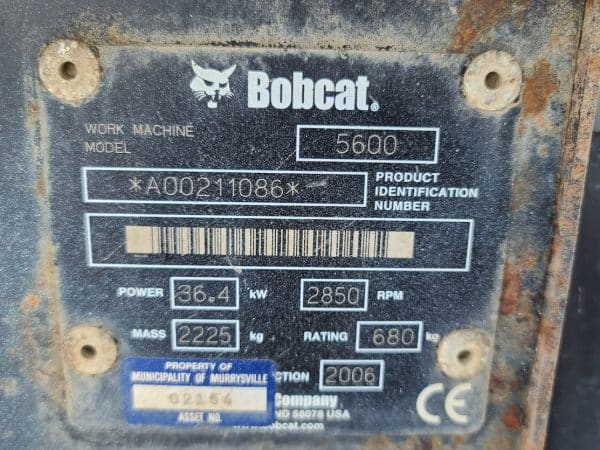 Bobcat®
WORK MACHINE
MODEL
5600
*A00211086*
PRODUCT
IDENTIFICATION
NUMBER
POWER 36.4 kW 2850 RPM
MASS 2225 kg RATING 680 kg
PROPERTY OF
MUNICIPALITY OF MURRYSVILLE
02154
ASSET NO.
CTION 2006
Company
ND 58078 USA
www.bobcat.com
CE